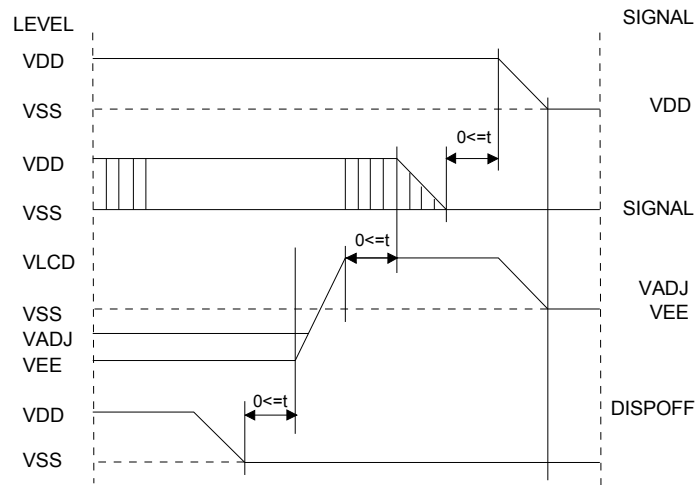 LEVEL
SIGNAL
VDD
VSS
VDD
0<=t
VDD
VSS
SIGNAL
0<=t
VLCD
VSS
VADJ
VEE
VADJ
VEE
0<=t
VDD
DISPOFF
VSS